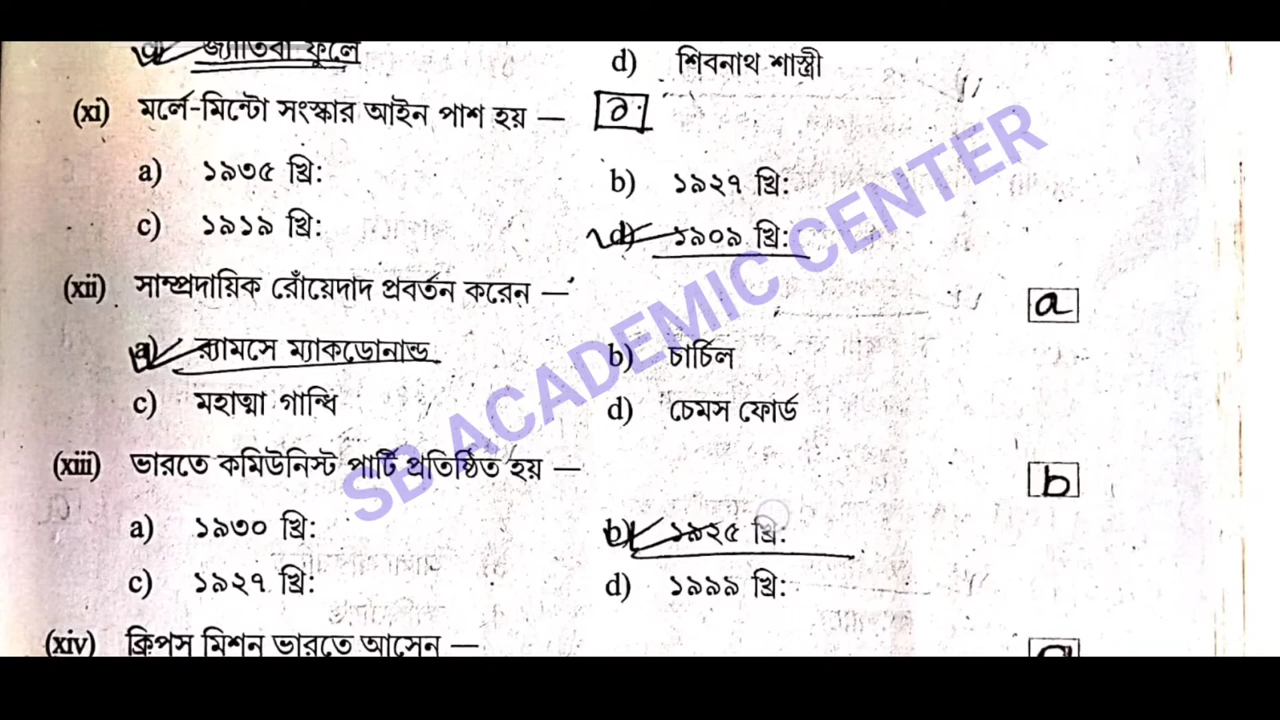 c) জ্যোতিবা ফুলে d) শিবনাথ শাস্ত্রী
(xi) মর্লে-মিন্টো সংস্কার আইন পাশ হয় —
a) ১৯৩৫ খ্রি: b) ১৯২৭ খ্রি:
c) ১৯১৯ খ্রি: d) ১৯০৯ খ্রি:
(xii) সাম্প্রদায়িক রোঁয়েদাদ প্রবর্তন করেন — a
a) র‍্যামসে ম্যাকডোনাল্ড b) চার্চিল
c) মহাত্মা গান্ধি d) চেমস ফোর্ড
(xiii) ভারতে কমিউনিস্ট পার্টি প্রতিষ্ঠিত হয় — b
a) ১৯৩০ খ্রি: b) ১৯২৫ খ্রি:
c) ১৯২৭ খ্রি: d) ১৯৯৯ খ্রি:
(xiv) ক্রিপস মিশন ভারতে আসেন —
SB ACADEMIC CENTER